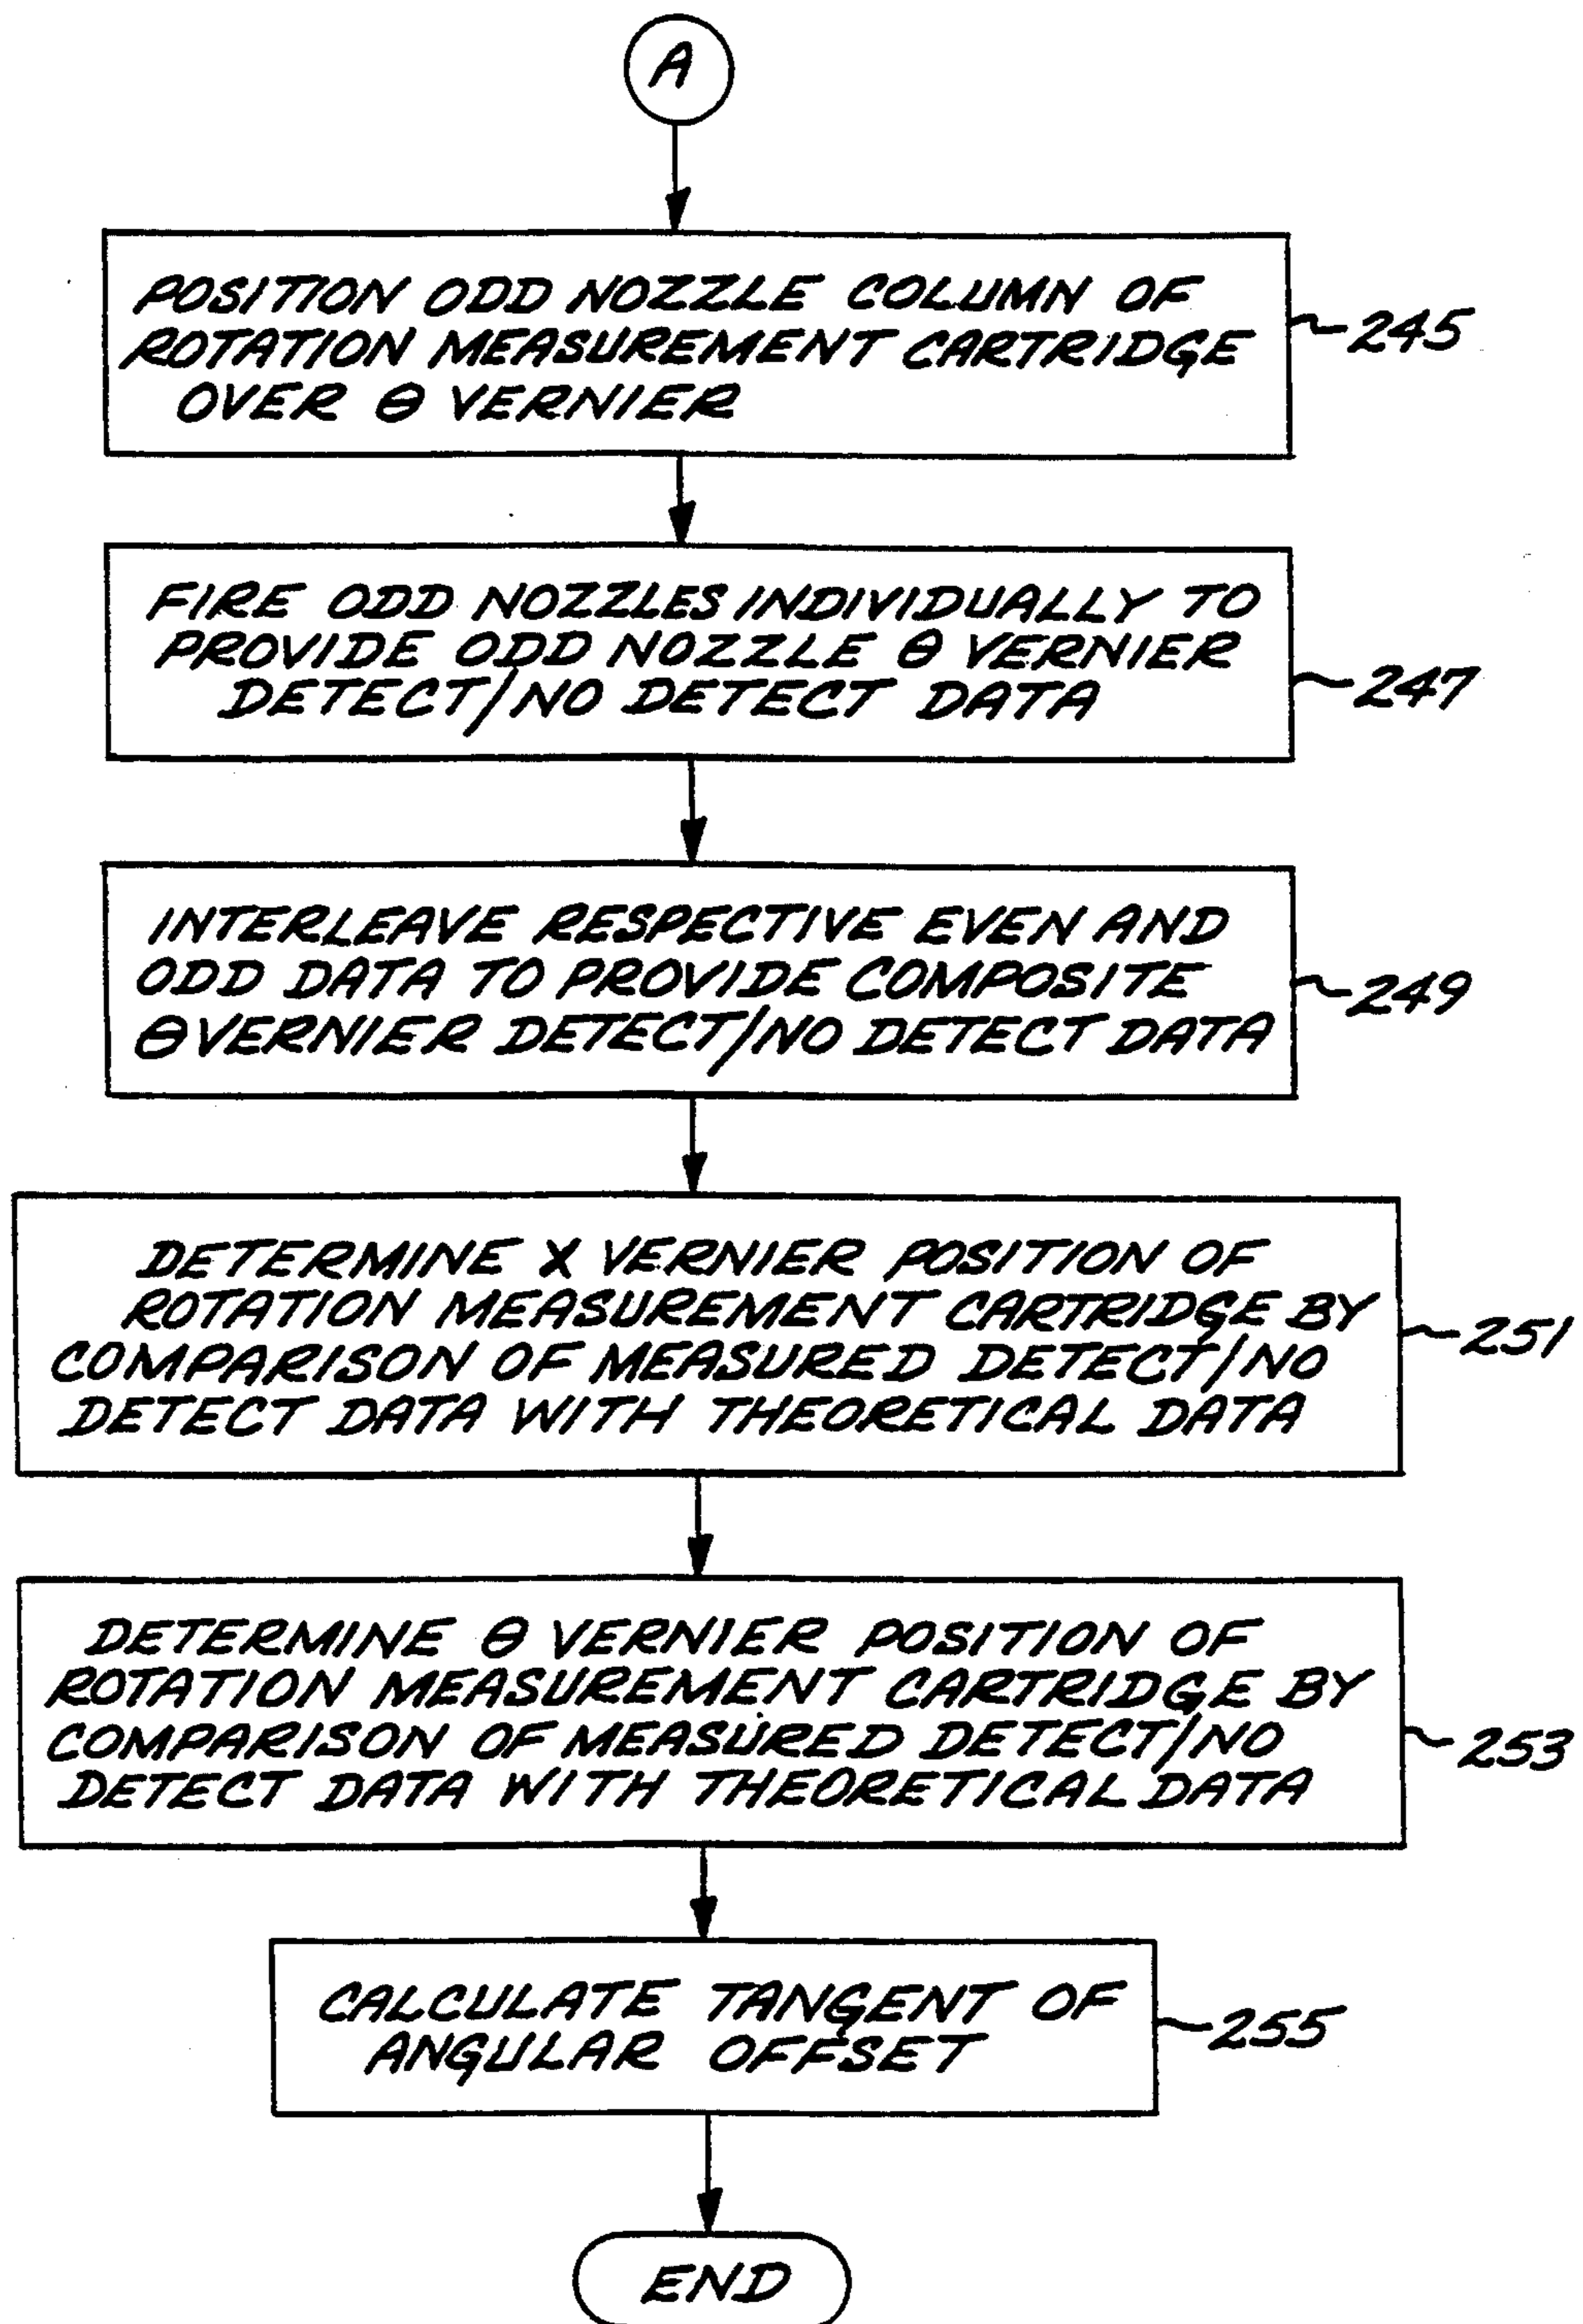 A
POSITION ODD NOZZLE COLUMN OF
ROTATION MEASUREMENT CARTRIDGE
OVER θ VERNIER
245
FIRE ODD NOZZLES INDIVIDUALLY TO
PROVIDE ODD NOZZLE θ VERNIER
DETECT/NO DETECT DATA
247
INTERLEAVE RESPECTIVE EVEN AND
ODD DATA TO PROVIDE COMPOSITE
θ VERNIER DETECT/NO DETECT DATA
249
DETERMINE X VERNIER POSITION OF
ROTATION MEASUREMENT CARTRIDGE BY
COMPARISON OF MEASURED DETECT/NO
DETECT DATA WITH THEORETICAL DATA
251
DETERMINE θ VERNIER POSITION OF
ROTATION MEASUREMENT CARTRIDGE BY
COMPARISON OF MEASURED DETECT/NO
DETECT DATA WITH THEORETICAL DATA
253
CALCULATE TANGENT OF
ANGULAR OFFSET
255
END